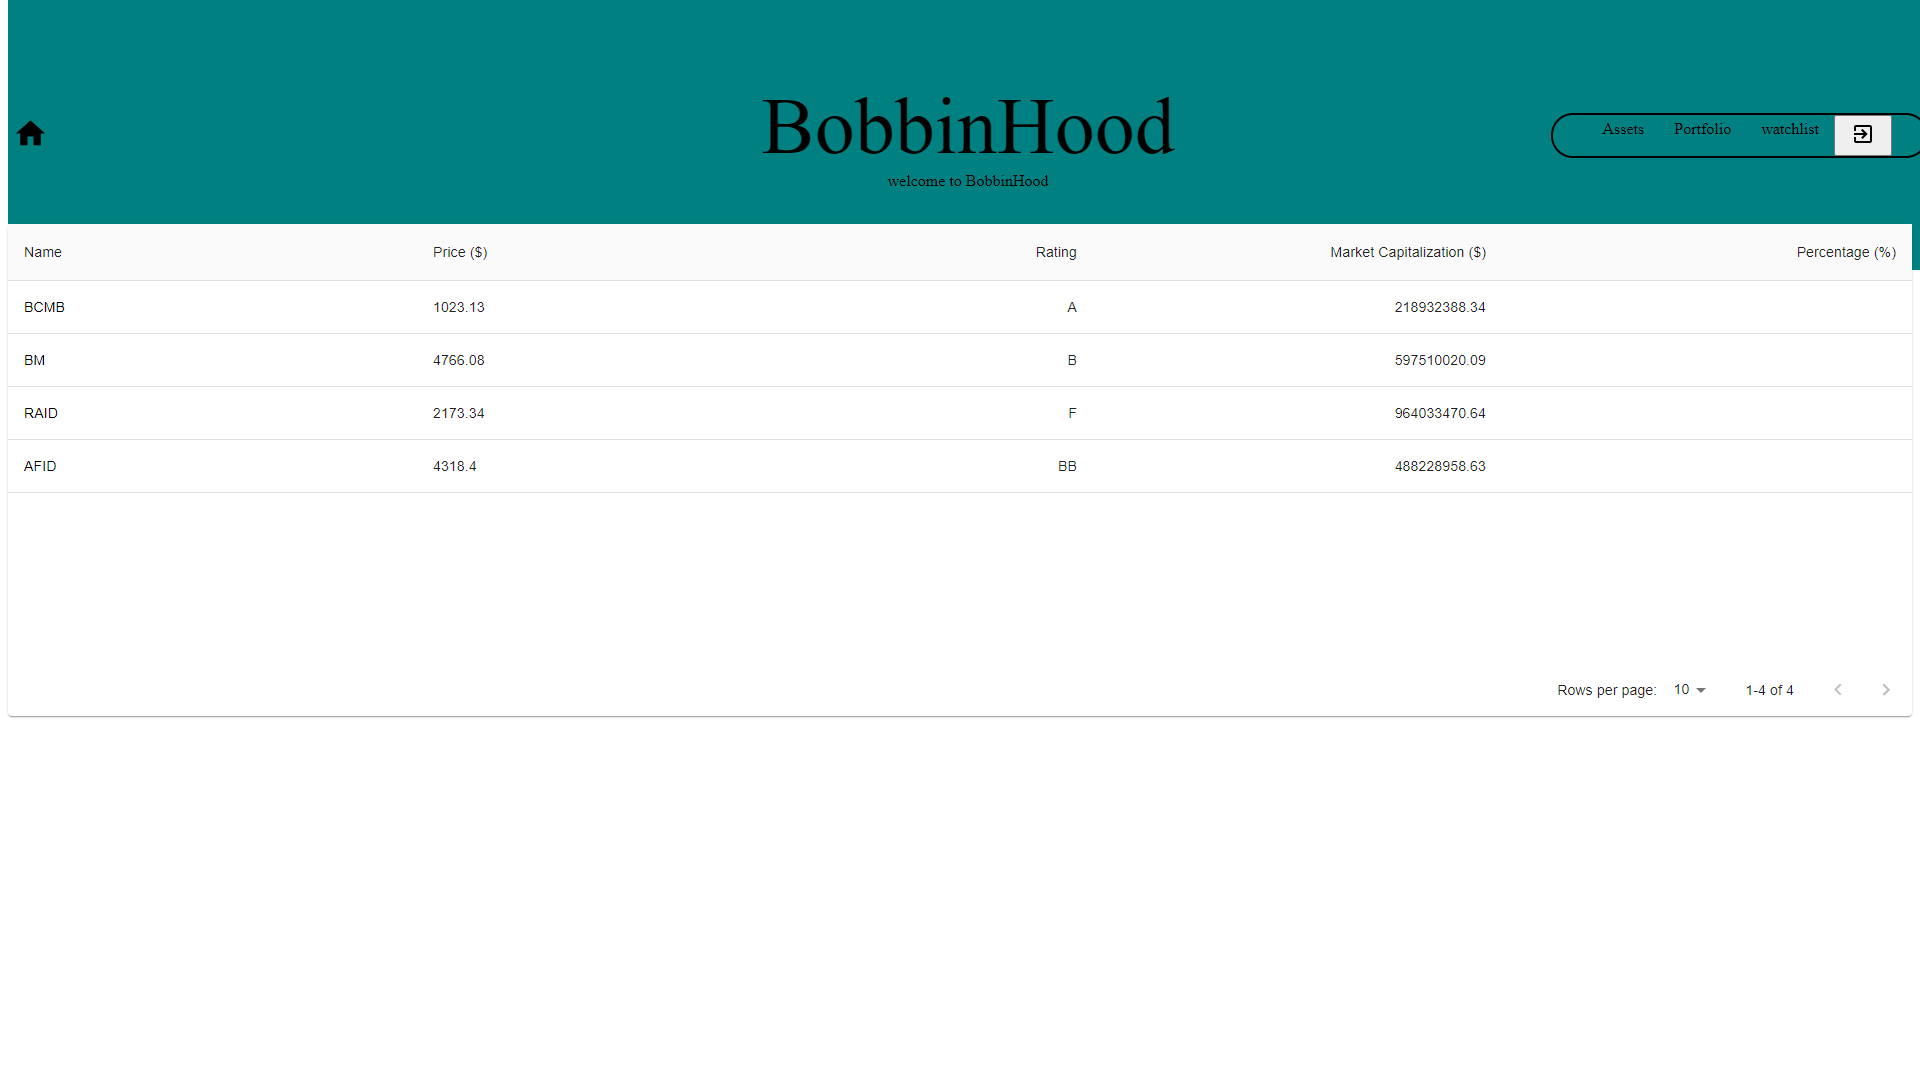 BobbinHood
Assets Portfolio watchlist
welcome to BobbinHood
Name Price ($) Rating Market Capitalization ($) Percentage (%)
BCMB 1023.13 A 218932388.34
BM 4766.08 B 597510020.09
RAID 2173.34 F 964033470.64
AFID 4318.4 BB 488228958.63
Rows per page: 10 1-4 of 4